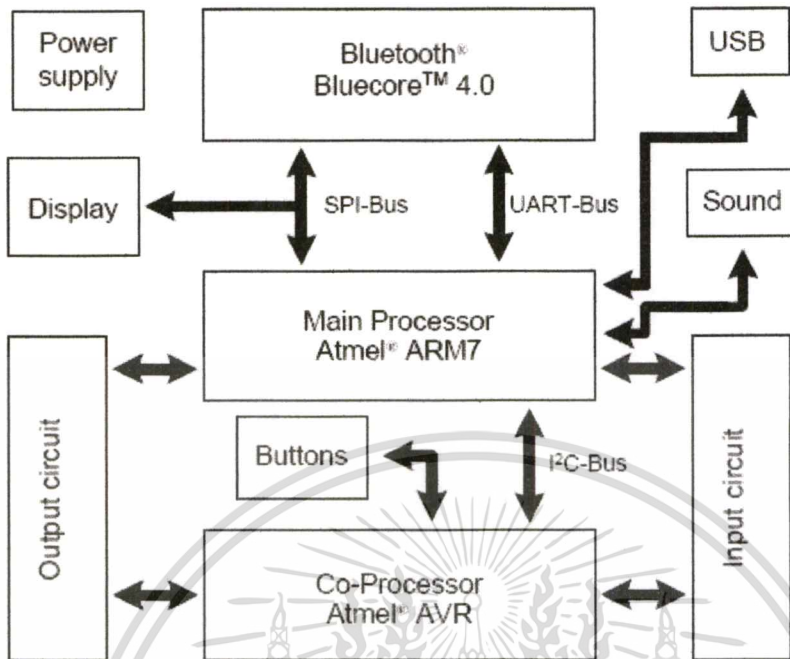 Power
supply
Bluetooth®
Bluecore™ 4.0
USB
Display
SPI-Bus
UART-Bus
Sound
Main Processor
Atmel® ARM7
Output circuit
Buttons
I²C-Bus
Input circuit
Co-Processor
Atmel® AVR